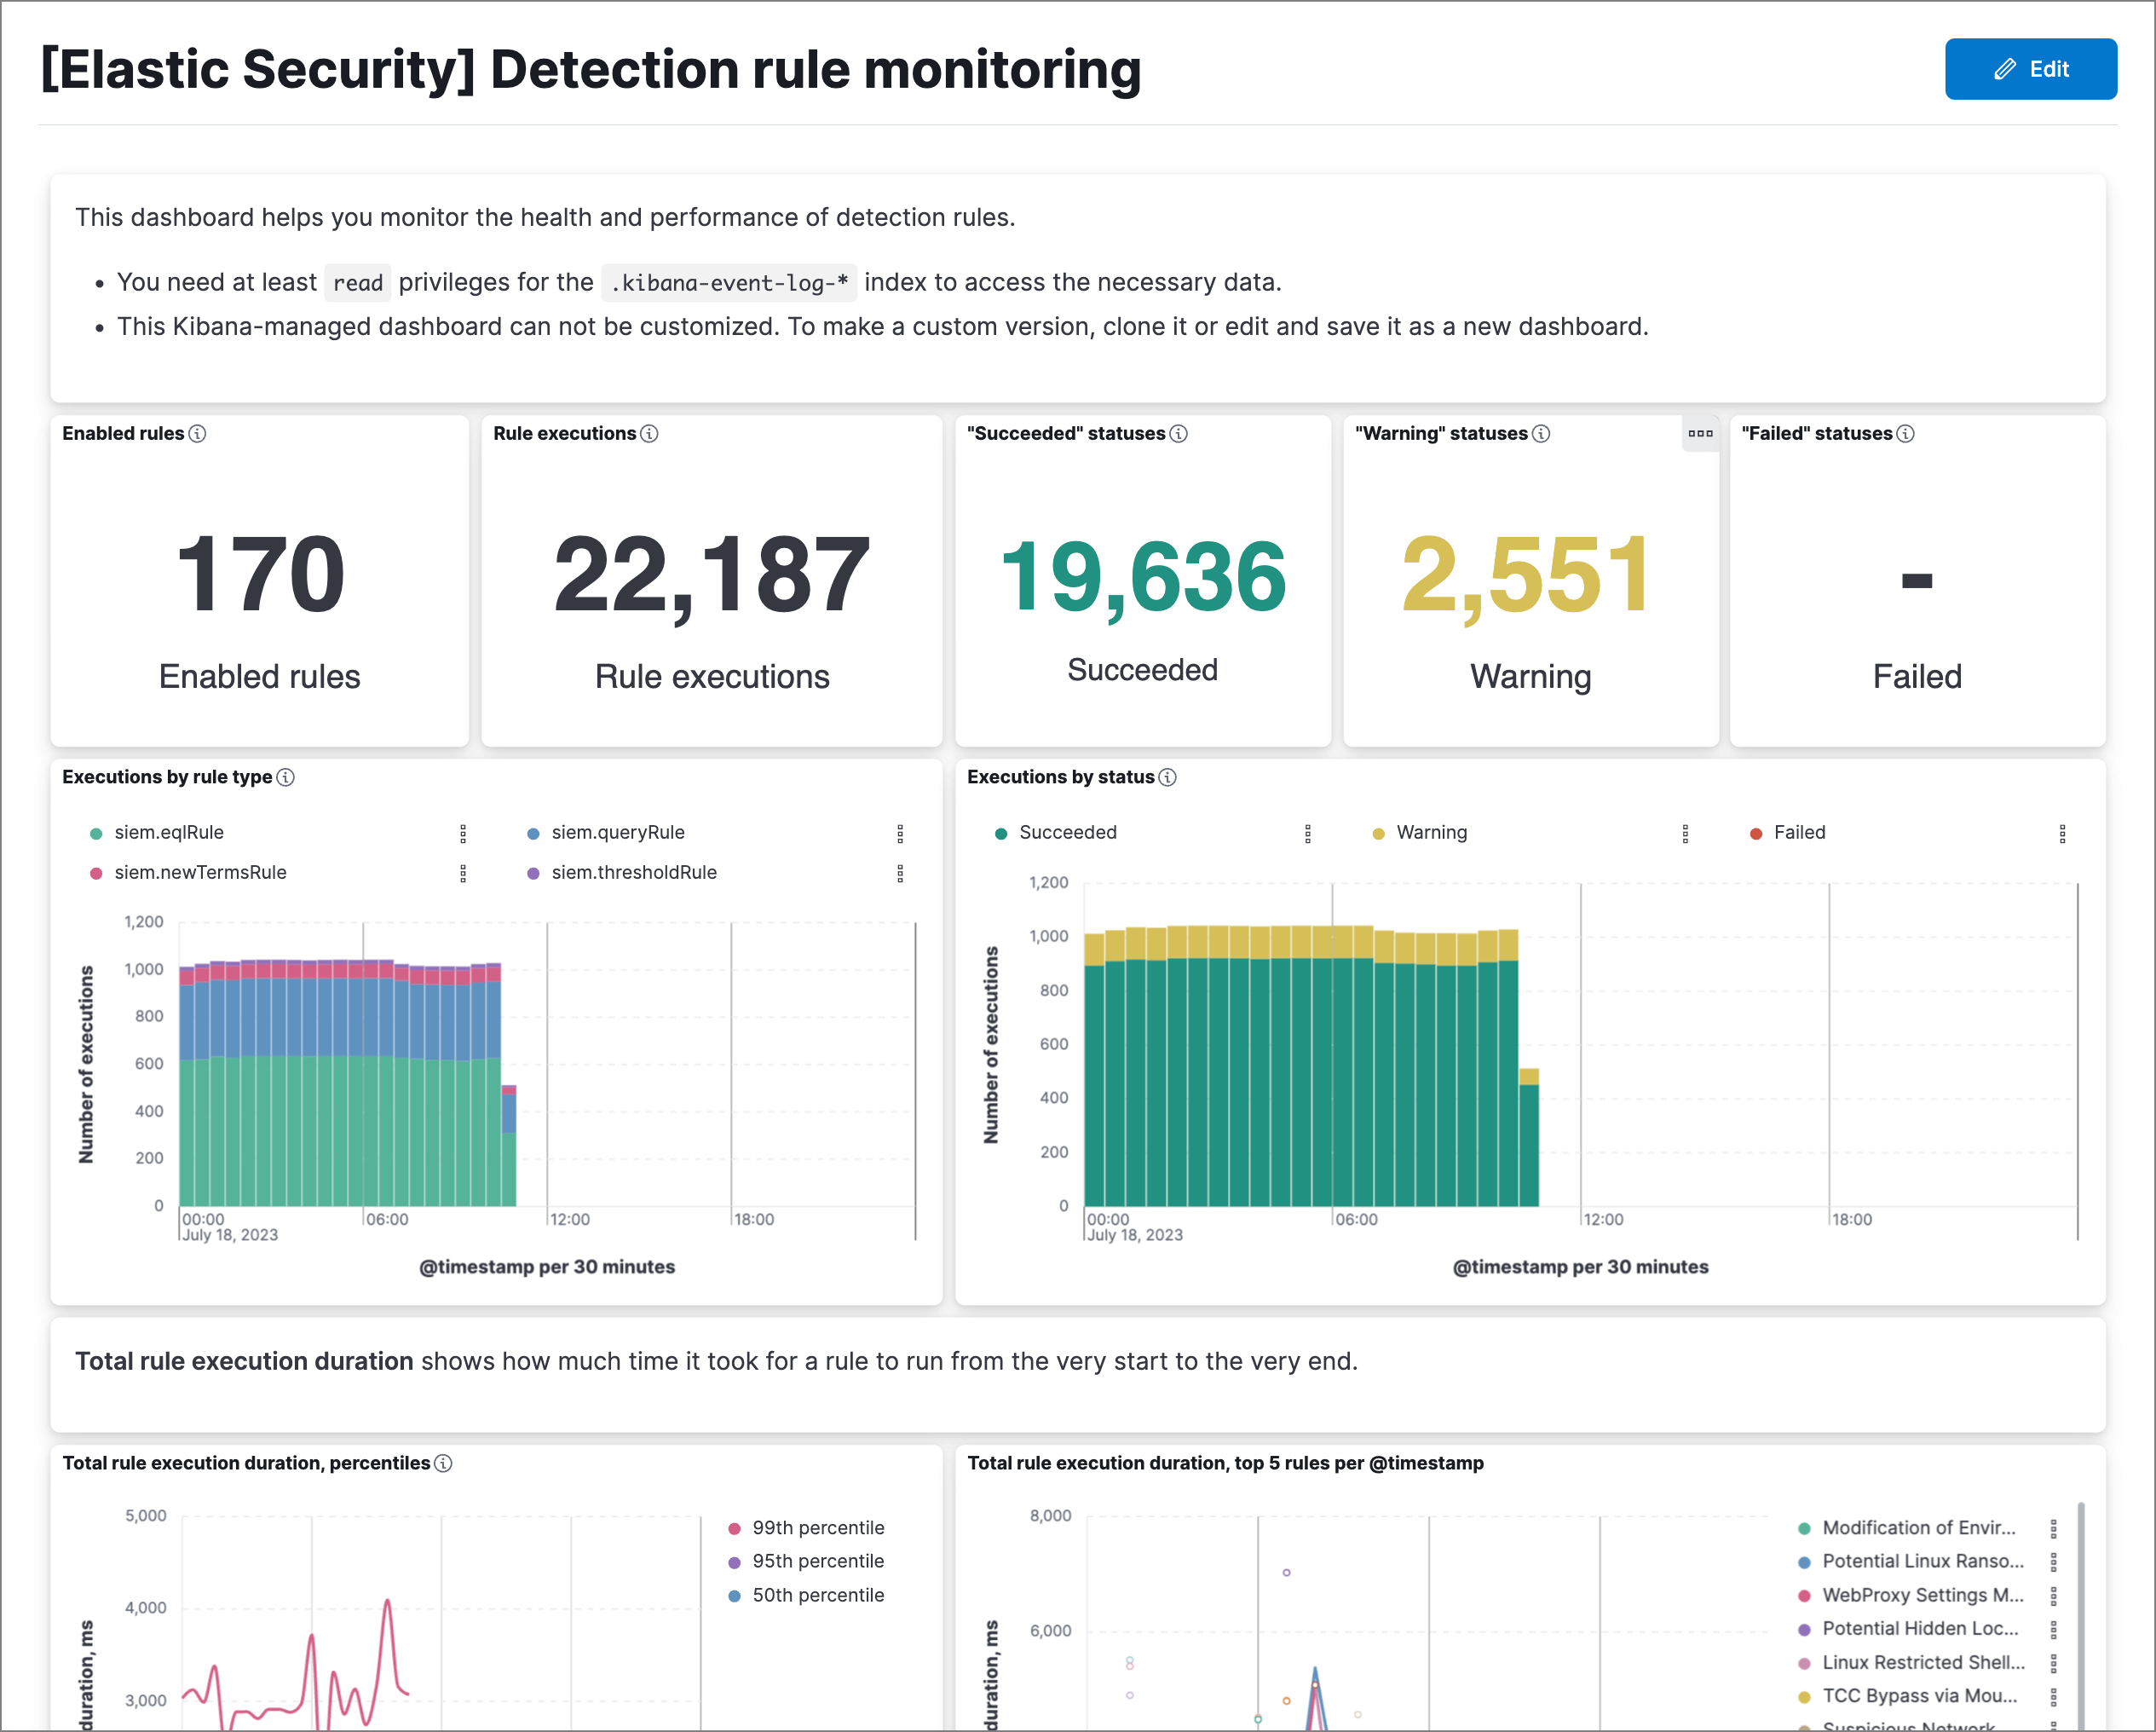 [Elastic Security] Detection rule monitoring
Edit
This dashboard helps you monitor the health and performance of detection rules.
• You need at least read privileges for the .kibana-event-log-* index to access the necessary data.
• This Kibana-managed dashboard can not be customized. To make a custom version, clone it or edit and save it as a new dashboard.
Enabled rules
170
Enabled rules
Rule executions
22,187
Rule executions
"Succeeded" statuses
19,636
Succeeded
"Warning" statuses
2,551
Warning
"Failed" statuses
-
Failed
Executions by rule type
siem.eqlRule
siem.queryRule
siem.newTermsRule
siem.thresholdRule
Number of executions
1,200
1,000
800
600
400
200
0
00:00
06:00
12:00
18:00
July 18, 2023
@timestamp per 30 minutes
Executions by status
Succeeded
Warning
Failed
Number of executions
1,200
1,000
800
600
400
200
0
00:00
06:00
12:00
18:00
July 18, 2023
@timestamp per 30 minutes
Total rule execution duration shows how much time it took for a rule to run from the very start to the very end.
Total rule execution duration, percentiles
duration, ms
5,000
4,000
3,000
99th percentile
95th percentile
50th percentile
Total rule execution duration, top 5 rules per @timestamp
duration, ms
8,000
6,000
Modification of Envir...
Potential Linux Ranso...
WebProxy Settings M...
Potential Hidden Loc...
Linux Restricted Shell...
TCC Bypass via Mou...
Suspicious Network